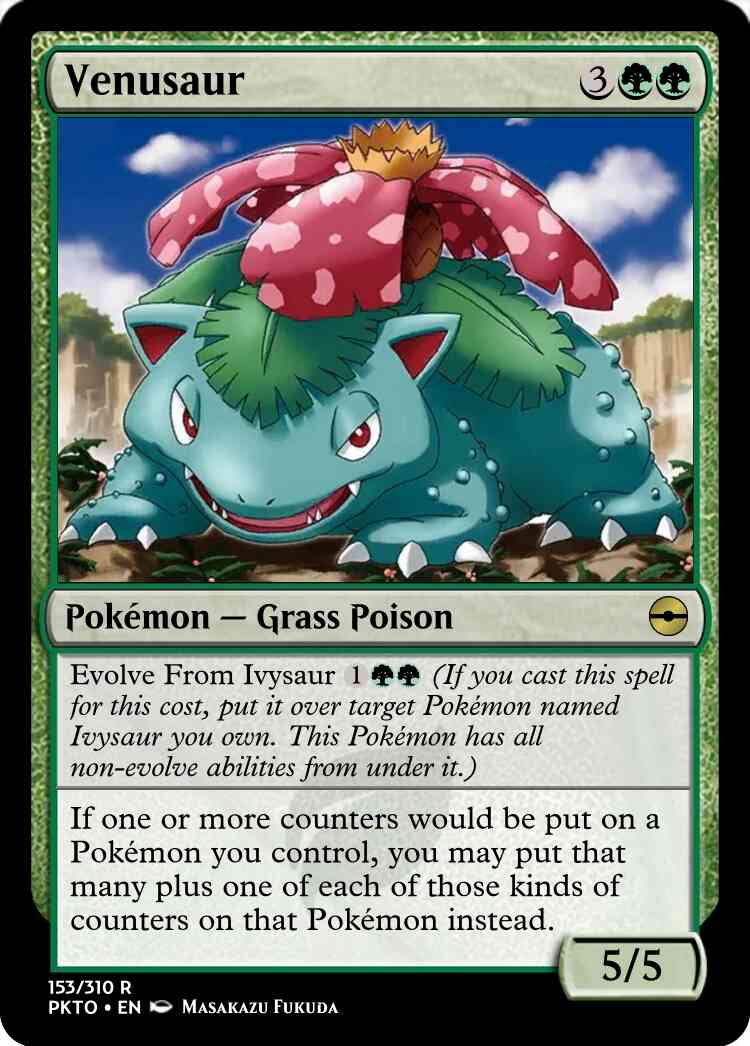 Venusaur 3
Pokémon — Grass Poison
Evolve From Ivysaur 1 (If you cast this spell
for this cost, put it over target Pokémon named
Ivysaur you own. This Pokémon has all
non-evolve abilities from under it.)
If one or more counters would be put on a
Pokémon you control, you may put that
many plus one of each of those kinds of
counters on that Pokémon instead.
5/5
153/310 R
PKTO • EN MASAKAZU FUKUDA